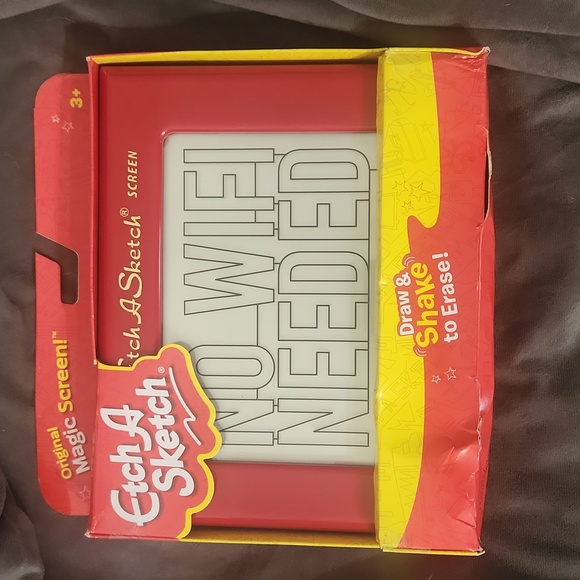 Original
Magic Screen!™
3+
Etch A Sketch® SCREEN
Etch A
Sketch®
NO WIFI
NEEDED
Draw &
Shake
to Erase!